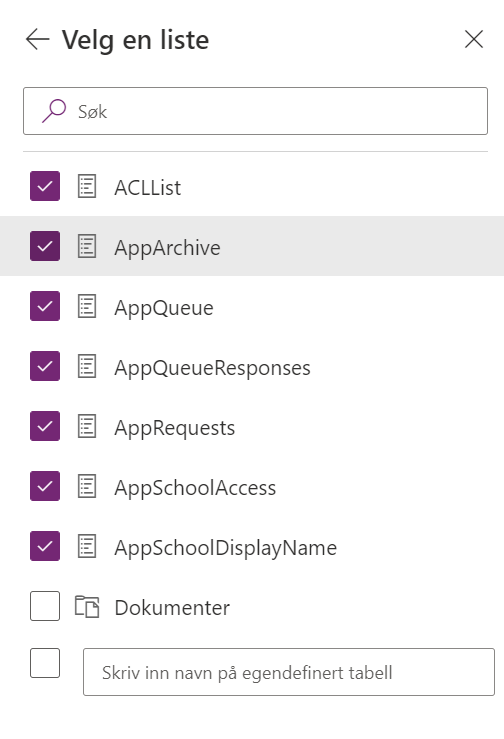 Velg en liste
Søk
ACLList
AppArchive
AppQueue
AppQueueResponses
AppRequests
AppSchoolAccess
AppSchoolDisplayName
Dokumenter
Skriv inn navn på egendefinert tabell